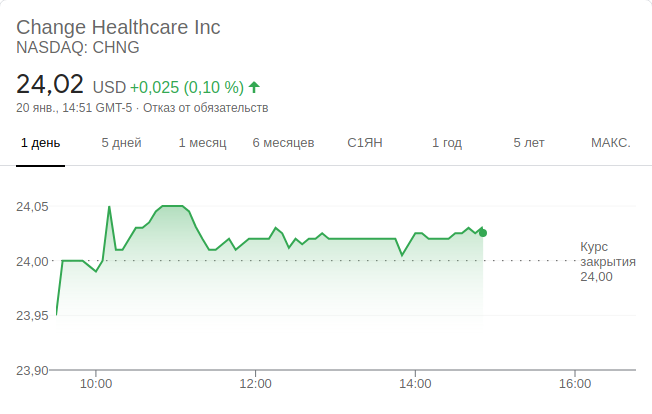 Change Healthcare Inc
NASDAQ: CHNG
24,02 USD +0,025 (0,10 %)
20 янв., 14:51 GMT-5 · Отказ от обязательств
1 день 5 дней 1 месяц 6 месяцев С1ЯН 1 год 5 лет МАКС.
24,05
24,00
23,95
23,90
Курс
закрытия
24,00
10:00 12:00 14:00 16:00